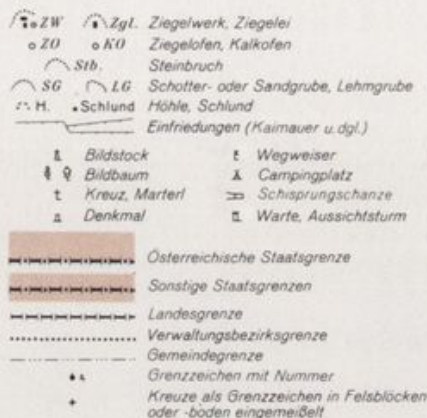 ZW Zgl. Ziegelwerk, Ziegelei
ZO KO Ziegelofen, Kalkofen
Stb. Steinbruch
SG LG Schotter- oder Sandgrube, Lehmgrube
H. Schlund Höhle, Schlund
Einfriedungen (Kaimauer u.dgl.)
Bildstock Wegweiser
Bildbaum Campingplatz
Kreuz, Marterl Schisprungschanze
Denkmal Warte, Aussichtsturm
Österreichische Staatsgrenze
Sonstige Staatsgrenzen
Landesgrenze
Verwaltungsbezirksgrenze
Gemeindegrenze
Grenzzeichen mit Nummer
Kreuze als Grenzzeichen in Felsblöcken
oder -böden eingemeißelt